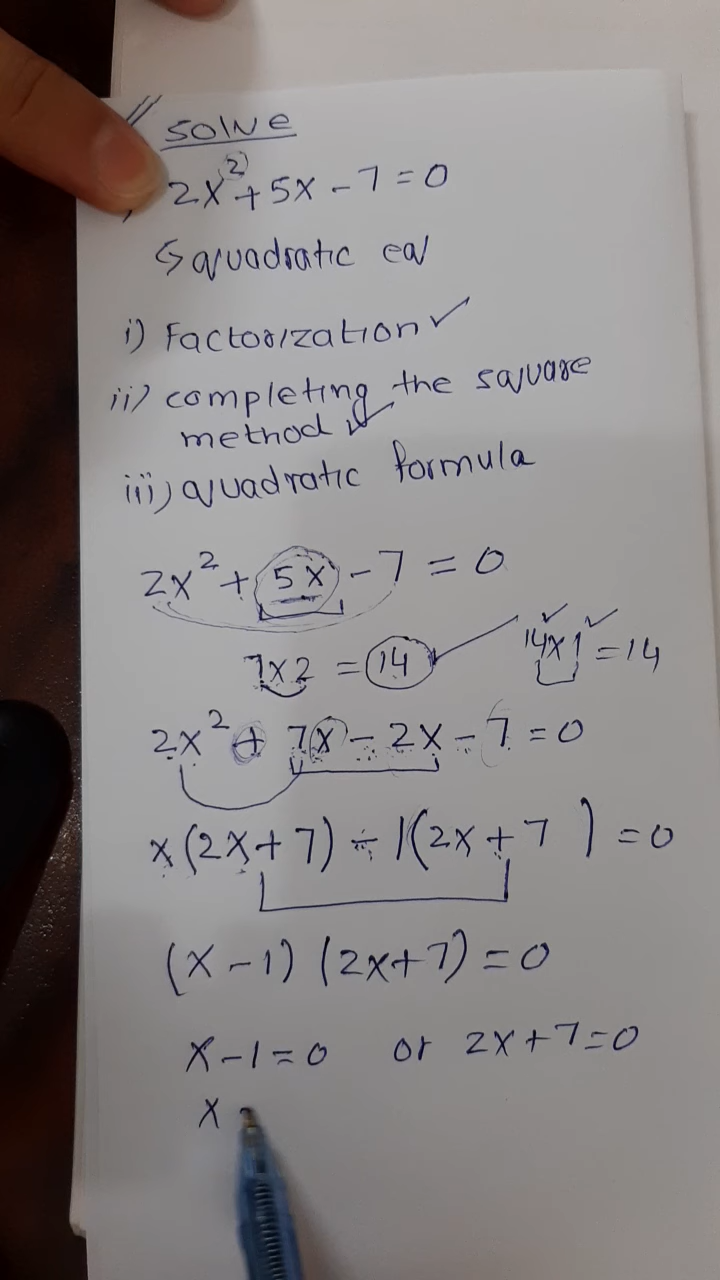 SOLVE
2x² + 5x - 7 = 0
↳ quadratic eq
i) Factorization ✓
ii) completing the square
method ✓
iii) quadratic formula
2x² + 5x - 7 = 0
7x2 = 14
14x1 = 14
2x² + 7x - 2x - 7 = 0
x(2x+7) - 1(2x+7) = 0
(x-1)(2x+7) = 0
x-1=0 or 2x+7=0
x